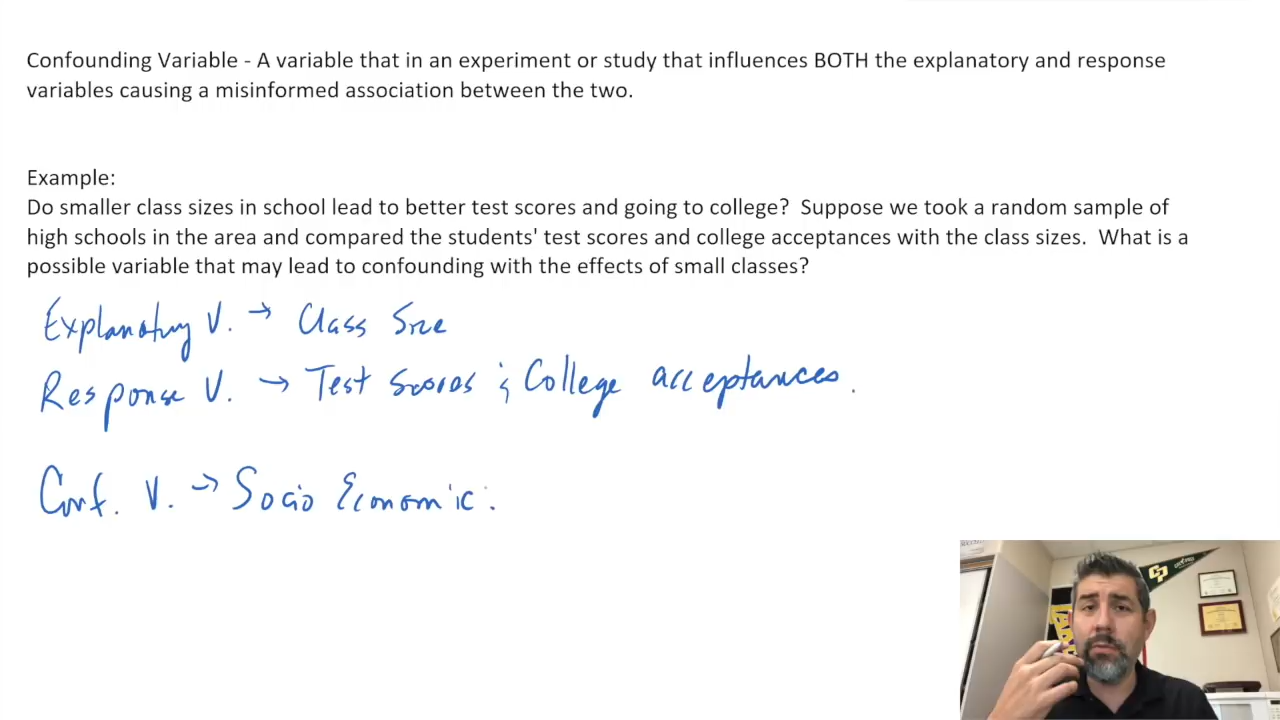 Confounding Variable - A variable that in an experiment or study that influences BOTH the explanatory and response
variables causing a misinformed association between the two.
Example:
Do smaller class sizes in school lead to better test scores and going to college?  Suppose we took a random sample of
high schools in the area and compared the students' test scores and college acceptances with the class sizes.  What is a
possible variable that may lead to confounding with the effects of small classes?
Explanatory V. → Class Size
Response V. → Test Scores & College acceptances.
Conf. V. → Socio Economic :
CP